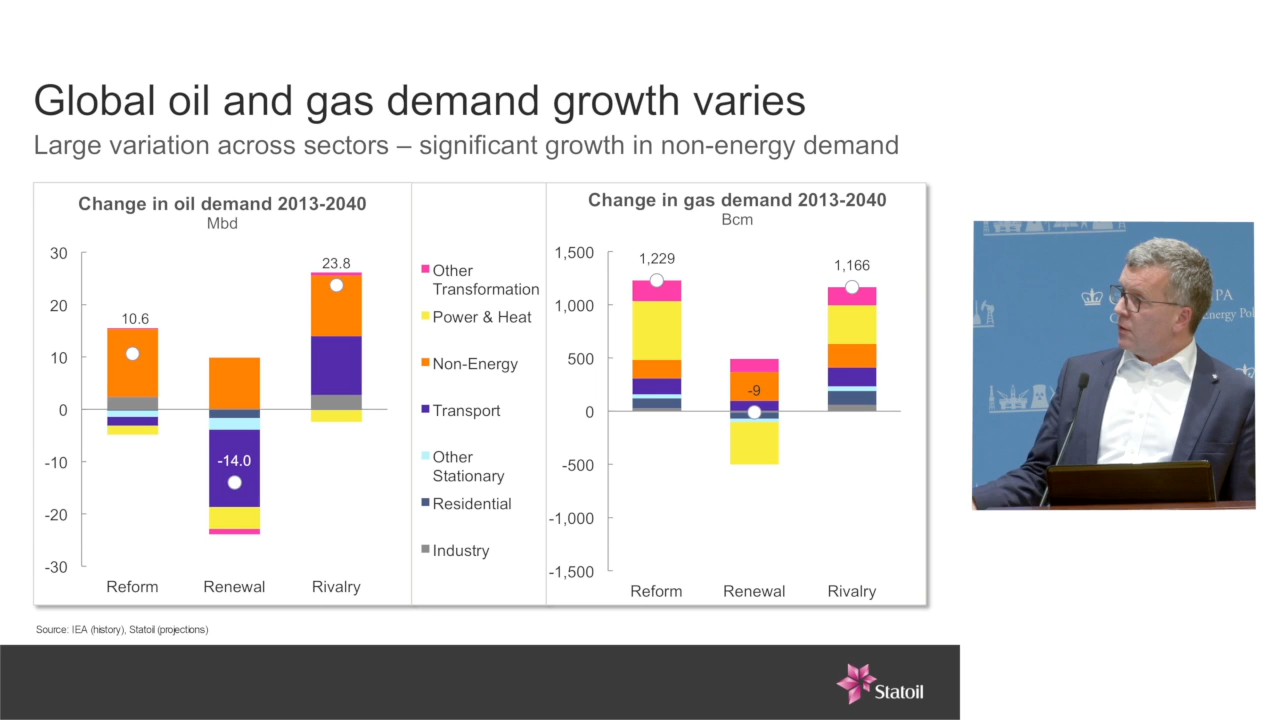 Global oil and gas demand growth varies
Large variation across sectors – significant growth in non-energy demand
Change in oil demand 2013-2040
Mbd
30
20
10
0
-10
-20
-30
10.6
-14.0
23.8
Reform
Renewal
Rivalry
Other
Transformation
Power & Heat
Non-Energy
Transport
Other
Stationary
Residential
Industry
Change in gas demand 2013-2040
Bcm
1,500
1,000
500
0
-500
-1,000
-1,500
1,229
-9
1,166
Reform
Renewal
Rivalry
Source: IEA (history), Statoil (projections)
Statoil
IPA
nergy Pol